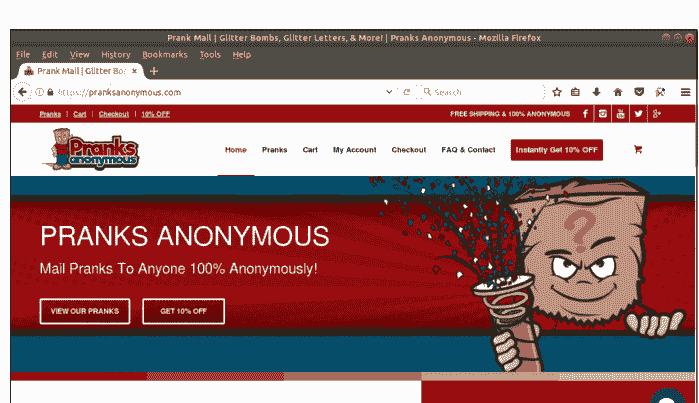 Prank Mail | Glitter Bombs, Glitter Letters, & More! | Pranks Anonymous - Mozilla Firefox
File Edit View History Bookmarks Tools Help
Prank Mail | Glitter Bo
https://pranksanonymous.com Search
Pranks | Cart | Checkout | 10% OFF FREE SHIPPING & 100% ANONYMOUS
Pranks anonymous
Home Pranks Cart My Account Checkout FAQ & Contact Instantly Get 10% OFF
PRANKS ANONYMOUS
Mail Pranks To Anyone 100% Anonymously!
VIEW OUR PRANKS GET 10% OFF
?